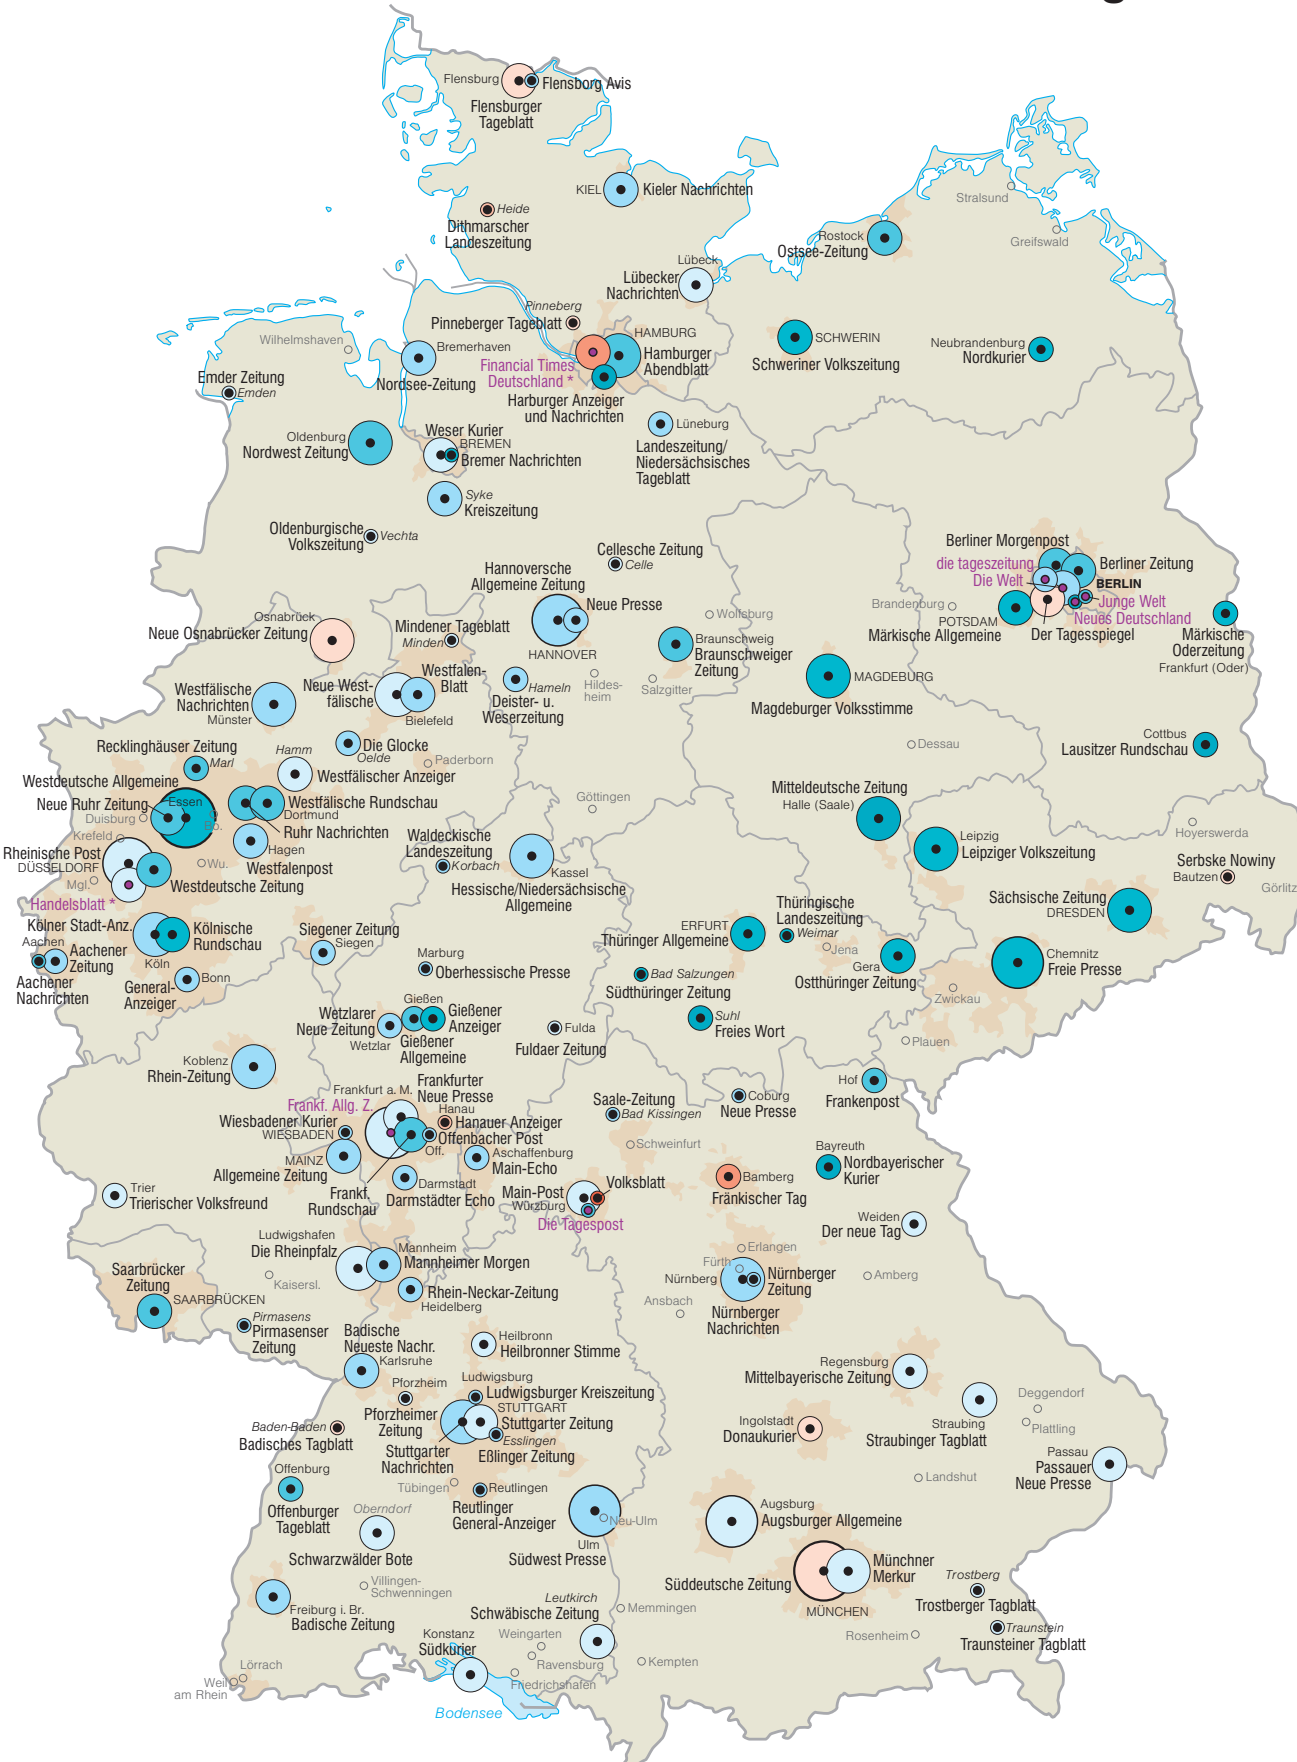 Flensburg
Flensborg Avis
Flensburger
Tageblatt
KIEL
Kieler Nachrichten
Heide
Dithmarscher
Landeszeitung
Stralsund
Greifswald
Rostock
Ostsee-Zeitung
Lübeck
Lübecker
Nachrichten
Pinneberg
Pinneberger Tageblatt
HAMBURG
Hamburger
Abendblatt
Financial Times
Deutschland *
Harburger Anzeiger
und Nachrichten
SCHWERIN
Schweriner Volkszeitung
Neubrandenburg
Nordkurier
Wilhelmshaven
Bremerhaven
Nordsee-Zeitung
Emder Zeitung
Emden
Oldenburg
Nordwest Zeitung
Weser Kurier
BREMEN
Bremer Nachrichten
Lüneburg
Landeszeitung/
Niedersächsisches
Tageblatt
Syke
Kreiszeitung
Oldenburgische
Volkszeitung
Vechta
Cellesche Zeitung
Celle
Hannoversche
Allgemeine Zeitung
Neue Presse
HANNOVER
Berliner Morgenpost
die tageszeitung
Die Welt
Berliner Zeitung
BERLIN
Junge Welt
Neues Deutschland
Brandenburg
POTSDAM
Märkische Allgemeine
Der Tagesspiegel
Märkische
Oderzeitung
Frankfurt (Oder)
Osnabrück
Neue Osnabrücker Zeitung
Mindener Tageblatt
Minden
Wolfsburg
Braunschweig
Braunschweiger
Zeitung
Hildes-
heim
Salzgitter
MAGDEBURG
Magdeburger Volksstimme
Westfälische
Nachrichten
Münster
Neue West-
fälische
Westfalen-
Blatt
Bielefeld
Hameln
Deister- u.
Weserzeitung
Dessau
Cottbus
Lausitzer Rundschau
Recklinghäuser Zeitung
Marl
Die Glocke
Oelde
Paderborn
Hamm
Westfälischer Anzeiger
Westdeutsche Allgemeine
Neue Ruhr Zeitung
Essen
Duisburg
Bo.
Westfälische Rundschau
Dortmund
Ruhr Nachrichten
Göttingen
Mitteldeutsche Zeitung
Halle (Saale)
Leipzig
Leipziger Volkszeitung
Hoyerswerda
Serbske Nowiny
Bautzen
Görlitz
Krefeld
Rheinische Post
DÜSSELDORF
Mgl.
Wu.
Hagen
Westfalenpost
Westdeutsche Zeitung
Handelsblatt *
Waldeckische
Landeszeitung
Korbach
Kassel
Hessische/Niedersächsische
Allgemeine
Sächsische Zeitung
DRESDEN
Kölner Stadt-Anz.
Köln
Kölnische
Rundschau
Aachen
Aachener
Zeitung
Aachener
Nachrichten
Siegener Zeitung
Siegen
Bonn
General-
Anzeiger
ERFURT
Thüringer Allgemeine
Thüringische
Landeszeitung
Weimar
Jena
Gera
Ostthüringer Zeitung
Chemnitz
Freie Presse
Zwickau
Plauen
Marburg
Oberhessische Presse
Bad Salzungen
Südthüringer Zeitung
Suhl
Freies Wort
Wetzlarer
Neue Zeitung
Wetzlar
Gießen
Gießener
Anzeiger
Gießener
Allgemeine
Fulda
Fuldaer Zeitung
Koblenz
Rhein-Zeitung
Hof
Frankenpost
Frankfurt a. M.
Frankfurter
Neue Presse
Frankf. Allg. Z.
Hanau
Hanauer Anzeiger
Offenbacher Post
Off.
Wiesbadener Kurier
WIESBADEN
MAINZ
Allgemeine Zeitung
Frankf.
Rundschau
Darmstadt
Darmstädter Echo
Aschaffenburg
Main-Echo
Saale-Zeitung
Bad Kissingen
Coburg
Neue Presse
Schweinfurt
Bayreuth
Nordbayerischer
Kurier
Bamberg
Fränkischer Tag
Main-Post
Würzburg
Volksblatt
Die Tagespost
Trier
Trierischer Volksfreund
Weiden
Der neue Tag
Ludwigshafen
Die Rheinpfalz
Mannheim
Mannheimer Morgen
Rhein-Neckar-Zeitung
Heidelberg
Kaisersl.
Saarbrücker
Zeitung
SAARBRÜCKEN
Pirmasens
Pirmasenser
Zeitung
Erlangen
Fürth
Nürnberg
Nürnberger
Zeitung
Nürnberger
Nachrichten
Amberg
Ansbach
Badische
Neueste Nachr.
Karlsruhe
Heilbronn
Heilbronner Stimme
Regensburg
Mittelbayerische Zeitung
Pforzheim
Pforzheimer
Zeitung
Ludwigsburg
Ludwigsburger Kreiszeitung
STUTTGART
Stuttgarter Zeitung
Esslingen
Eßlinger Zeitung
Stuttgarter
Nachrichten
Baden-Baden
Badisches Tagblatt
Ingolstadt
Donaukurier
Straubing
Straubinger Tagblatt
Deggendorf
Plattling
Passau
Passauer
Neue Presse
Landshut
Offenburg
Offenburger
Tageblatt
Tübingen
Reutlingen
Reutlinger
General-Anzeiger
Oberndorf
Schwarzwälder Bote
Neu-Ulm
Ulm
Südwest Presse
Augsburg
Augsburger Allgemeine
Süddeutsche Zeitung
Münchner
Merkur
MÜNCHEN
Trostberg
Trostberger Tagblatt
Traunstein
Traunsteiner Tagblatt
Rosenheim
Villingen-
Schwenningen
Freiburg i. Br.
Badische Zeitung
Leutkirch
Schwäbische Zeitung
Memmingen
Kempten
Konstanz
Südkurier
Weingarten
Ravensburg
Friedrichshafen
Lörrach
Weil
am Rhein
Bodensee